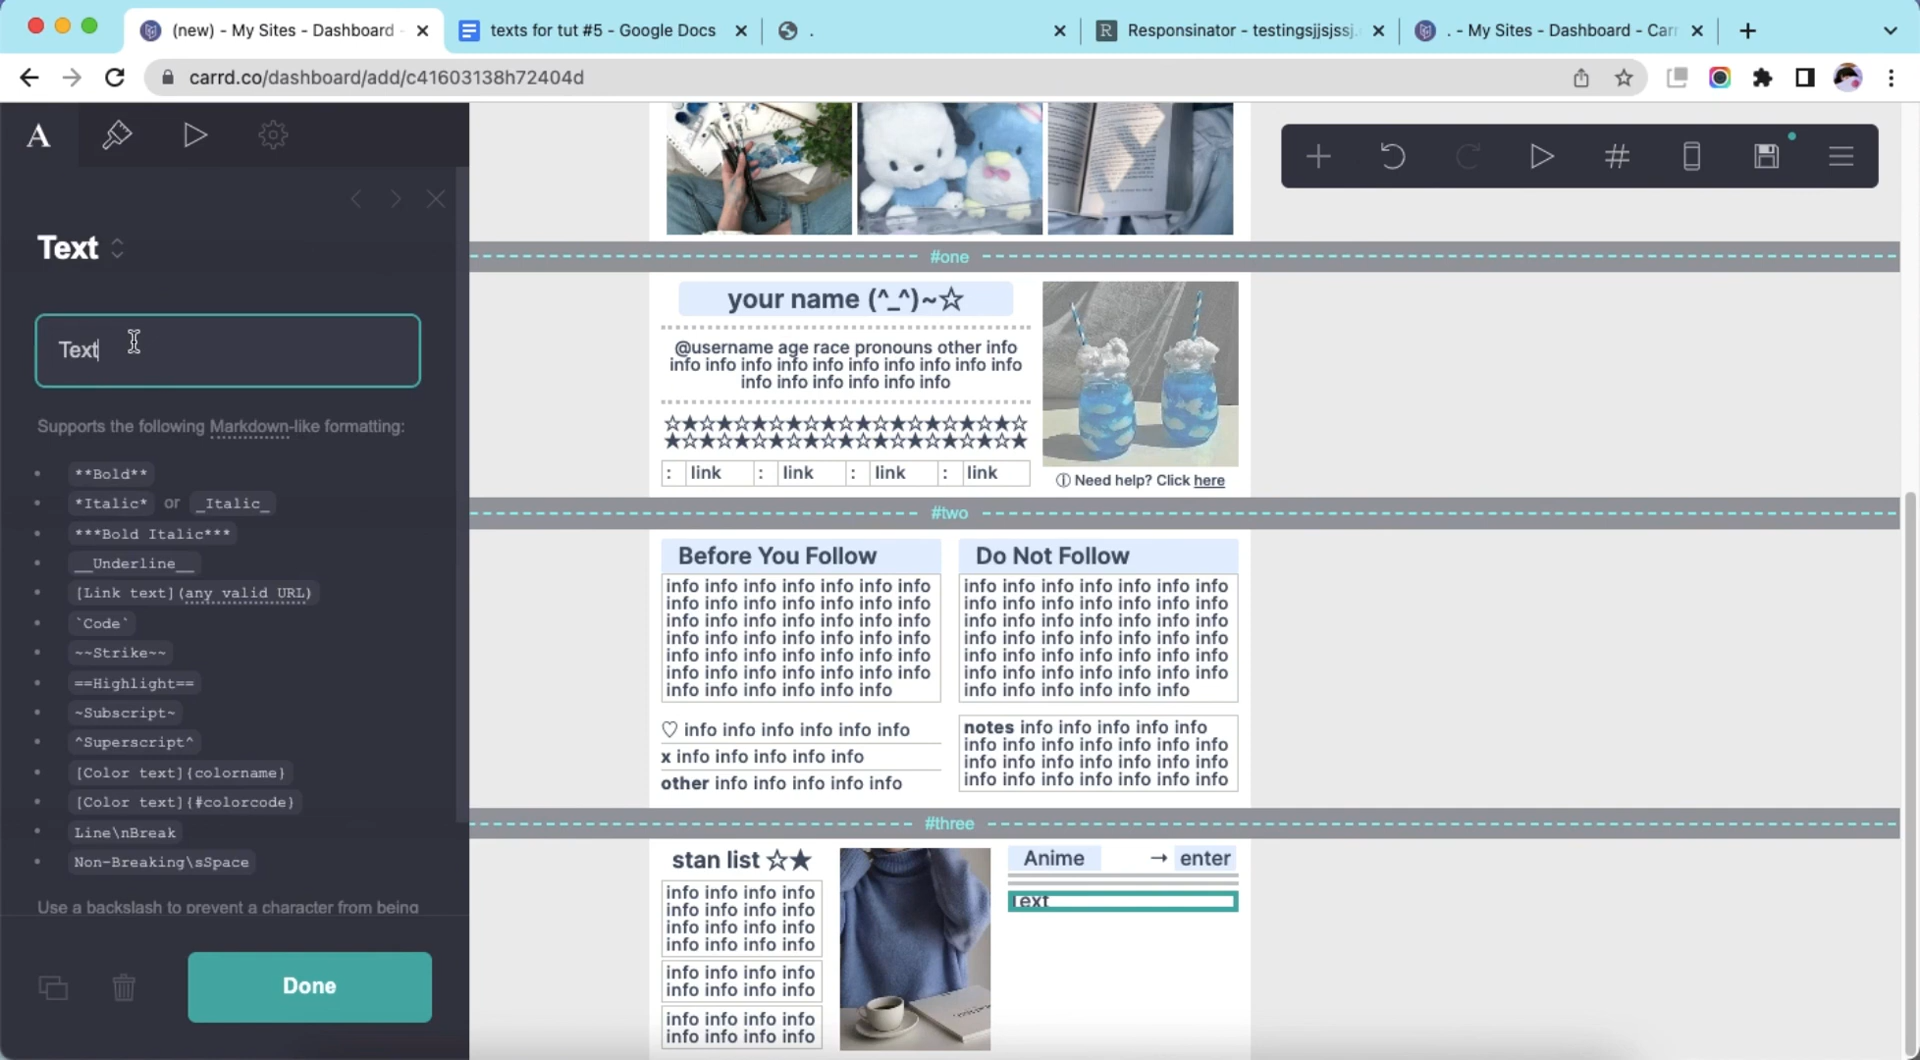 (new) - My Sites - Dashboard -
texts for tut #5 - Google Docs
.
Responsinator - testingsjjsjssj.
. - My Sites - Dashboard - Carr
carrd.co/dashboard/add/c41603138h72404d
A
Text
Text
Supports the following Markdown-like formatting:
**Bold**
*Italic* or _Italic_
***Bold Italic***
__Underline__
[Link text](any valid URL)
`Code`
~~Strike~~
==Highlight==
~Subscript~
^Superscript^
[Color text]{colorname}
[Color text]{#colorcode}
Line\nBreak
Non-Breaking\sSpace
Use a backslash to prevent a character from being
Done
#one
your name (^_^)~☆
@username age race pronouns other info
info info info info info info info info info
info info info info info info
☆★☆★☆★☆★☆★☆★☆★☆★☆★☆★☆
★☆★☆★☆★☆★☆★☆★☆★☆★☆★☆★
: link : link : link : link
ⓘ Need help? Click here
#two
Before You Follow
info info info info info info info
info info info info info info info
info info info info info info info
info info info info info info info
info info info info info info info
info info info info info info info
info info info info info info
♡ info info info info info info
x info info info info info
other info info info info info
Do Not Follow
info info info info info info info
info info info info info info info
info info info info info info info
info info info info info info info
info info info info info info info
info info info info info info info
info info info info info info
notes info info info info info
info info info info info info info
info info info info info info info
info info info info info info info
#three
stan list ☆★
info info info info
info info info info
info info info info
info info info info
info info info info
info info info info
info info info info
info info info info
Anime → enter
Text